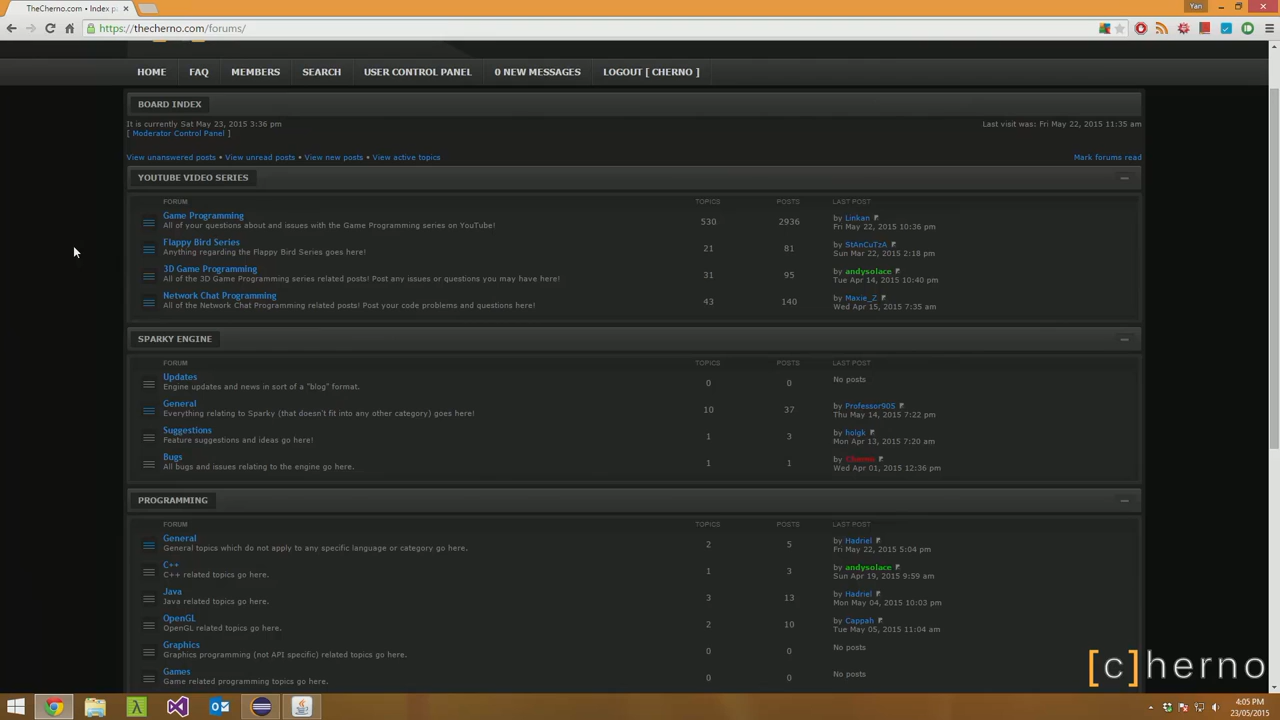 TheCherno.com • Index p
Yan
https://thecherno.com/forums/
HOME FAQ MEMBERS SEARCH USER CONTROL PANEL 0 NEW MESSAGES LOGOUT [ CHERNO ]
BOARD INDEX
It is currently Sat May 23, 2015 3:36 pm Last visit was: Fri May 22, 2015 11:35 am
[ Moderator Control Panel ]
View unanswered posts • View unread posts • View new posts • View active topics Mark forums read
YOUTUBE VIDEO SERIES
FORUM TOPICS POSTS LAST POST
Game Programming 530 2936 by Linkan
All of your questions about and issues with the Game Programming series on YouTube! Fri May 22, 2015 10:36 pm
Flappy Bird Series 21 81 by StAnCuTzA
Anything regarding the Flappy Bird Series goes here! Sun Mar 22, 2015 2:18 pm
3D Game Programming 31 95 by andysolace
All of the 3D Game Programming series related posts! Post any issues or questions you may have here! Tue Apr 14, 2015 10:40 pm
Network Chat Programming 43 140 by Maxie_Z
All of the Network Chat Programming related posts! Post your code problems and questions here! Wed Apr 15, 2015 7:35 am
SPARKY ENGINE
FORUM TOPICS POSTS LAST POST
Updates 0 0 No posts
Engine updates and news in sort of a "blog" format.
General 10 37 by Professor90S
Everything relating to Sparky (that doesn't fit into any other category) goes here! Thu May 14, 2015 7:22 pm
Suggestions 1 3 by holgk
Feature suggestions and ideas go here! Mon Apr 13, 2015 7:20 am
Bugs 1 1 by Cherno
All bugs and issues relating to the engine go here. Wed Apr 01, 2015 12:36 pm
PROGRAMMING
FORUM TOPICS POSTS LAST POST
General 2 5 by Hadriel
General topics which do not apply to any specific language or category go here. Fri May 22, 2015 5:04 pm
C++ 1 3 by andysolace
C++ related topics go here. Sun Apr 19, 2015 9:59 am
Java 3 13 by Hadriel
Java related topics go here. Mon May 04, 2015 10:03 pm
OpenGL 2 10 by Cappah
OpenGL related topics go here. Tue May 05, 2015 11:04 am
Graphics 0 0 No posts
Graphics programming (not API specific) related topics go here.
Games 0 0 No posts
Game related programming topics go here.
[c]herno
4:05 PM
23/05/2015